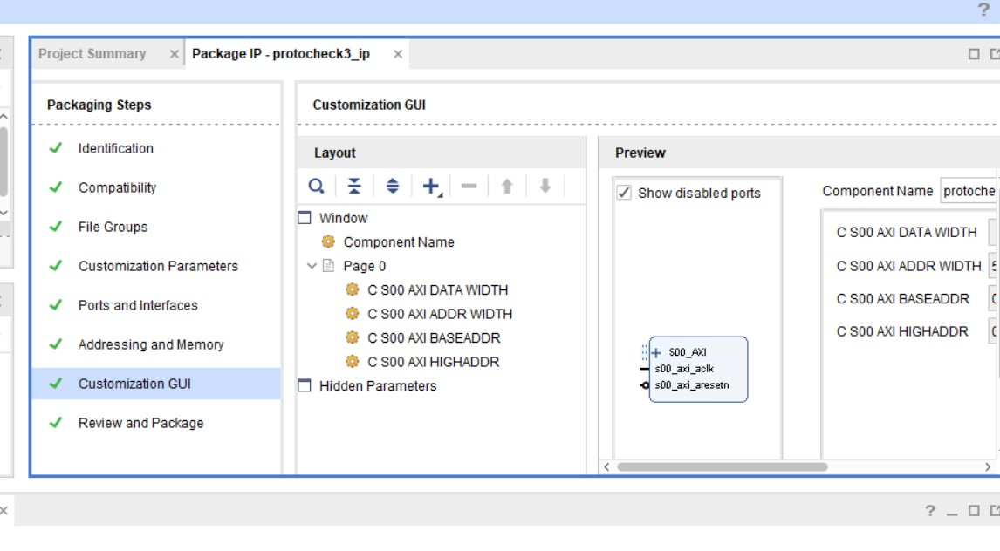 ?
Project Summary × Package IP - protocheck3_ip ×
Packaging Steps
Identification
Compatibility
File Groups
Customization Parameters
Ports and Interfaces
Addressing and Memory
Customization GUI
Review and Package
Customization GUI
Layout
Window
Component Name
Page 0
C S00 AXI DATA WIDTH
C S00 AXI ADDR WIDTH
C S00 AXI BASEADDR
C S00 AXI HIGHADDR
Hidden Parameters
Preview
Show disabled ports
S00_AXI
s00_axi_aclk
s00_axi_aresetn
Component Name protoche
C S00 AXI DATA WIDTH
C S00 AXI ADDR WIDTH
C S00 AXI BASEADDR
C S00 AXI HIGHADDR
?